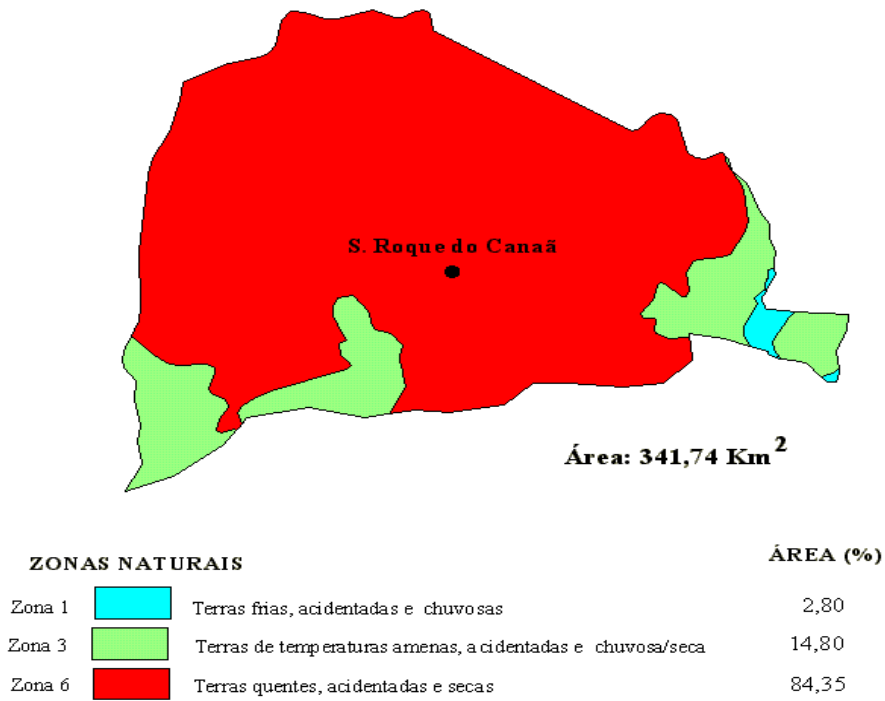 S. Roque do Canaã
Área: 341,74 Km²
ZONAS NATURAIS ÁREA (%)
Zona 1 Terras frias, acidentadas e chuvosas 2,80
Zona 3 Terras de temperaturas amenas, acidentadas e chuvosa/seca 14,80
Zona 6 Terras quentes, acidentadas e secas 84,35